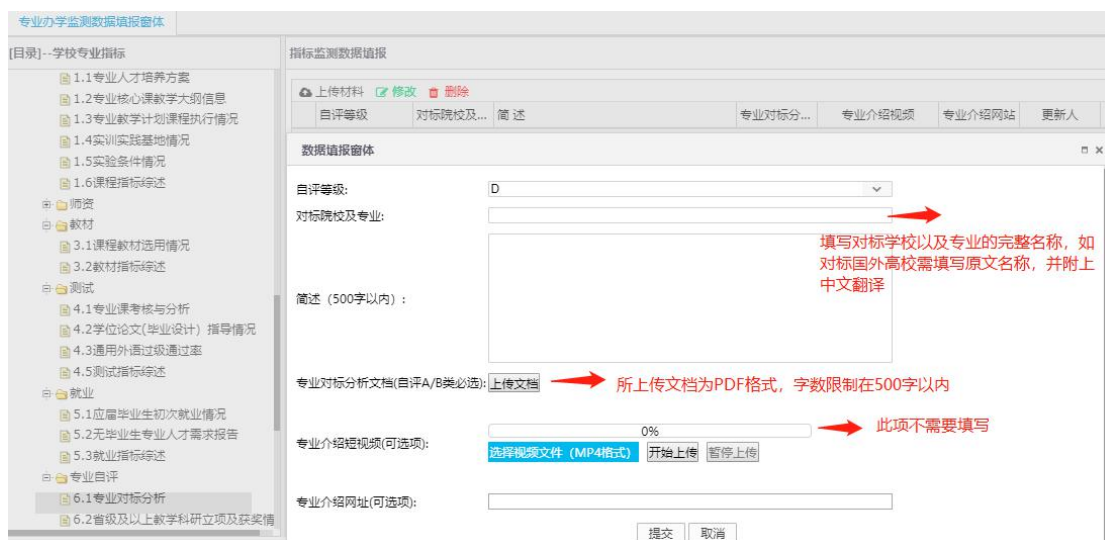 专业办学监测数据填报窗体
[目录]--学校专业指标
1.1专业人才培养方案
1.2专业核心课教学大纲信息
1.3专业教学计划课程执行情况
1.4实训实践基地情况
1.5实验条件情况
1.6课程指标综述
师资
教材
3.1课程教材选用情况
3.2教材指标综述
测试
4.1专业课考核与分析
4.2学位论文(毕业设计) 指导情况
4.3通用外语过级通过率
4.5测试指标综述
就业
5.1应届毕业生初次就业情况
5.2无毕业生专业人才需求报告
5.3就业指标综述
专业自评
6.1专业对标分析
6.2省级及以上教学科研立项及获奖情
指标监测数据填报
上传材料 修改 删除
自评等级 对标院校及... 简 述 专业对标分... 专业介绍视频 专业介绍网站 更新人
数据填报窗体
自评等级: D
对标院校及专业:
填写对标学校以及专业的完整名称，如
对标国外高校需填写原文名称，并附上
中文翻译
简述（500字以内）:
专业对标分析文档(自评A/B类必选): 上传文档 所上传文档为PDF格式，字数限制在500字以内
0% 此项不需要填写
专业介绍短视频(可选项): 选择视频文件（MP4格式） 开始上传 暂停上传
专业介绍网址(可选项):
提交 取消